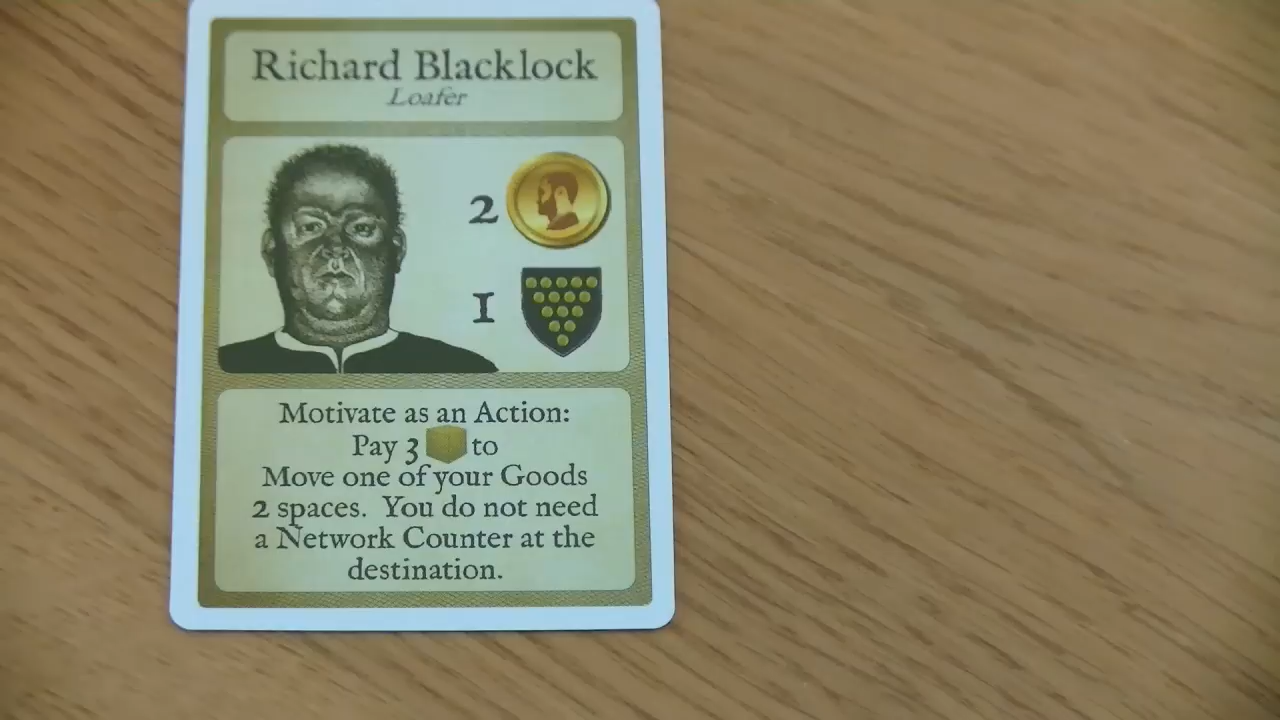 Richard Blacklock
Loafer
2
1
Motivate as an Action:
Pay 3 to
Move one of your Goods
2 spaces. You do not need
a Network Counter at the
destination.